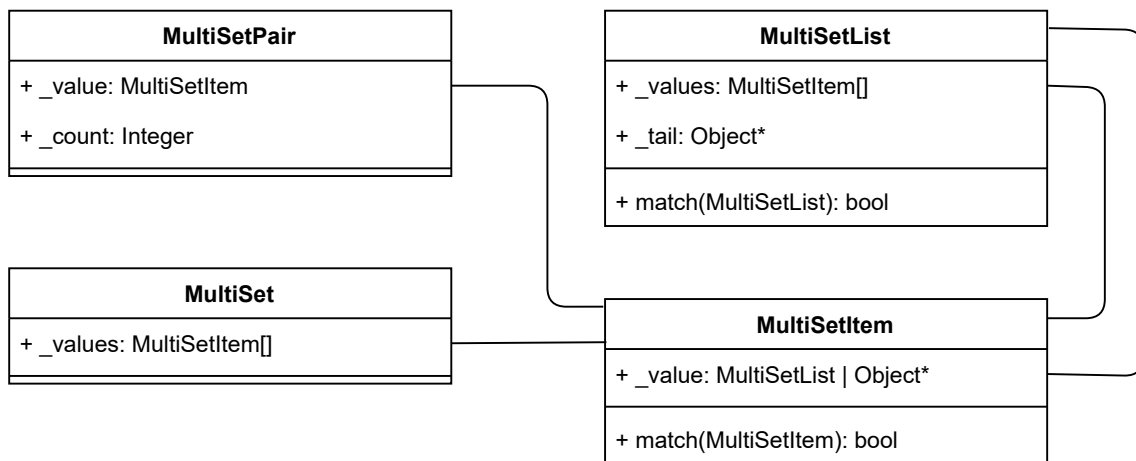 MultiSetPair
+ _value: MultiSetItem
+ _count: Integer
MultiSetList
+ _values: MultiSetItem[]
+ _tail: Object*
+ match(MultiSetList): bool
MultiSet
+ _values: MultiSetItem[]
MultiSetItem
+ _value: MultiSetList | Object*
+ match(MultiSetItem): bool